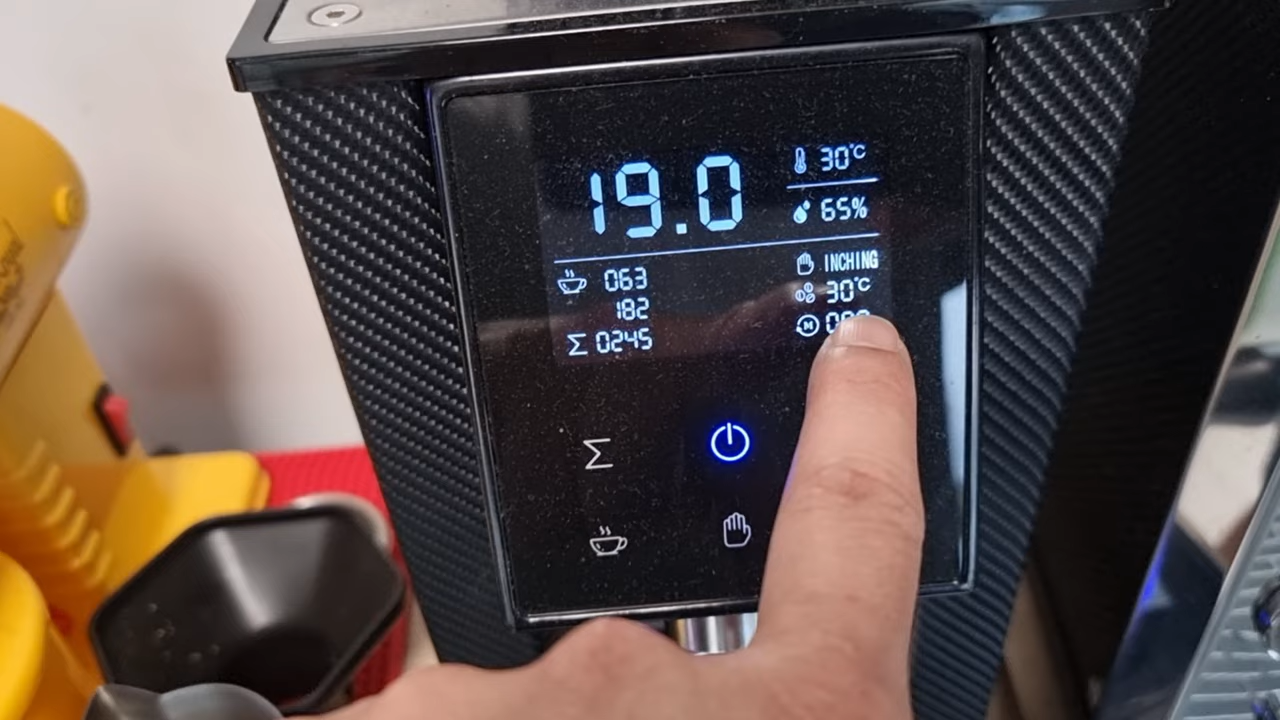 19.0
30°C
65%
063
182
Σ 0245
INCHING
30°C
M
Σ